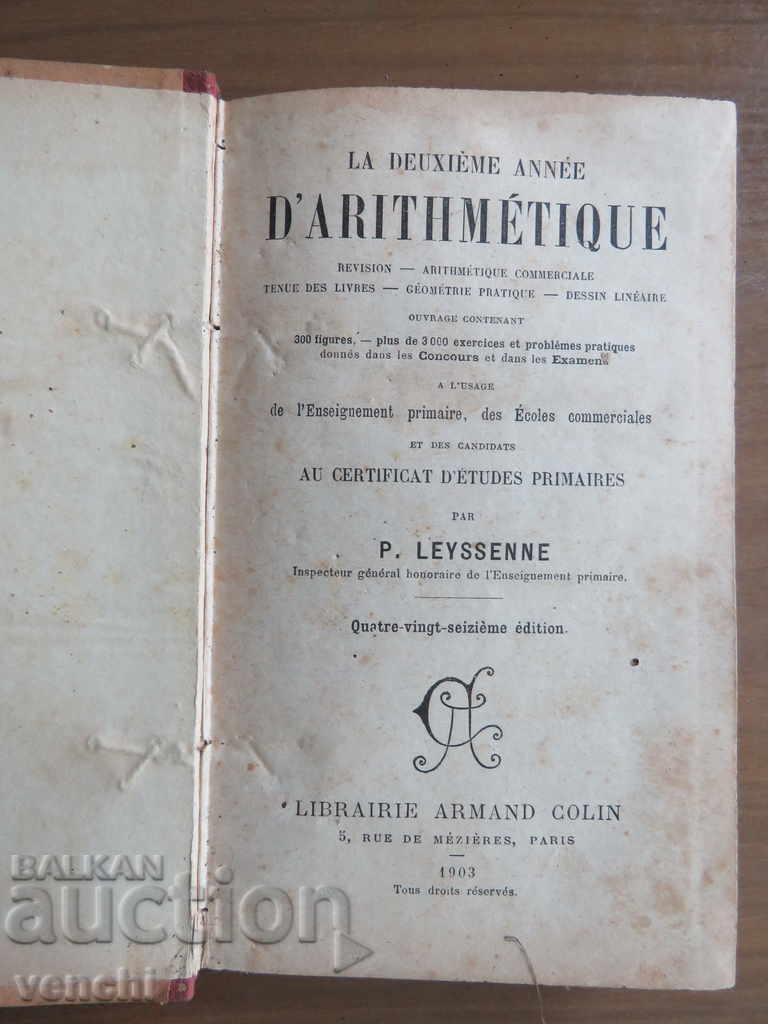 LA DEUXIÈME ANNÉE
D'ARITHMÉTIQUE
REVISION — ARITHMÉTIQUE COMMERCIALE
TENUE DES LIVRES — GÉOMÉTRIE PRATIQUE — DESSIN LINÉAIRE
OUVRAGE CONTENANT
300 figures, — plus de 3 000 exercices et problèmes pratiques
donnés dans les Concours et dans les Examens
A L'USAGE
de l'Enseignement primaire, des Écoles commerciales
ET DES CANDIDATS
AU CERTIFICAT D'ÉTUDES PRIMAIRES
PAR
P. LEYSSENNE
Inspecteur général honoraire de l'Enseignement primaire.
Quatre-vingt-seizième édition.
CA
LIBRAIRIE ARMAND COLIN
5, RUE DE MÉZIÈRES, PARIS
1903
Tous droits réservés.
BALKAN
auction
venchi